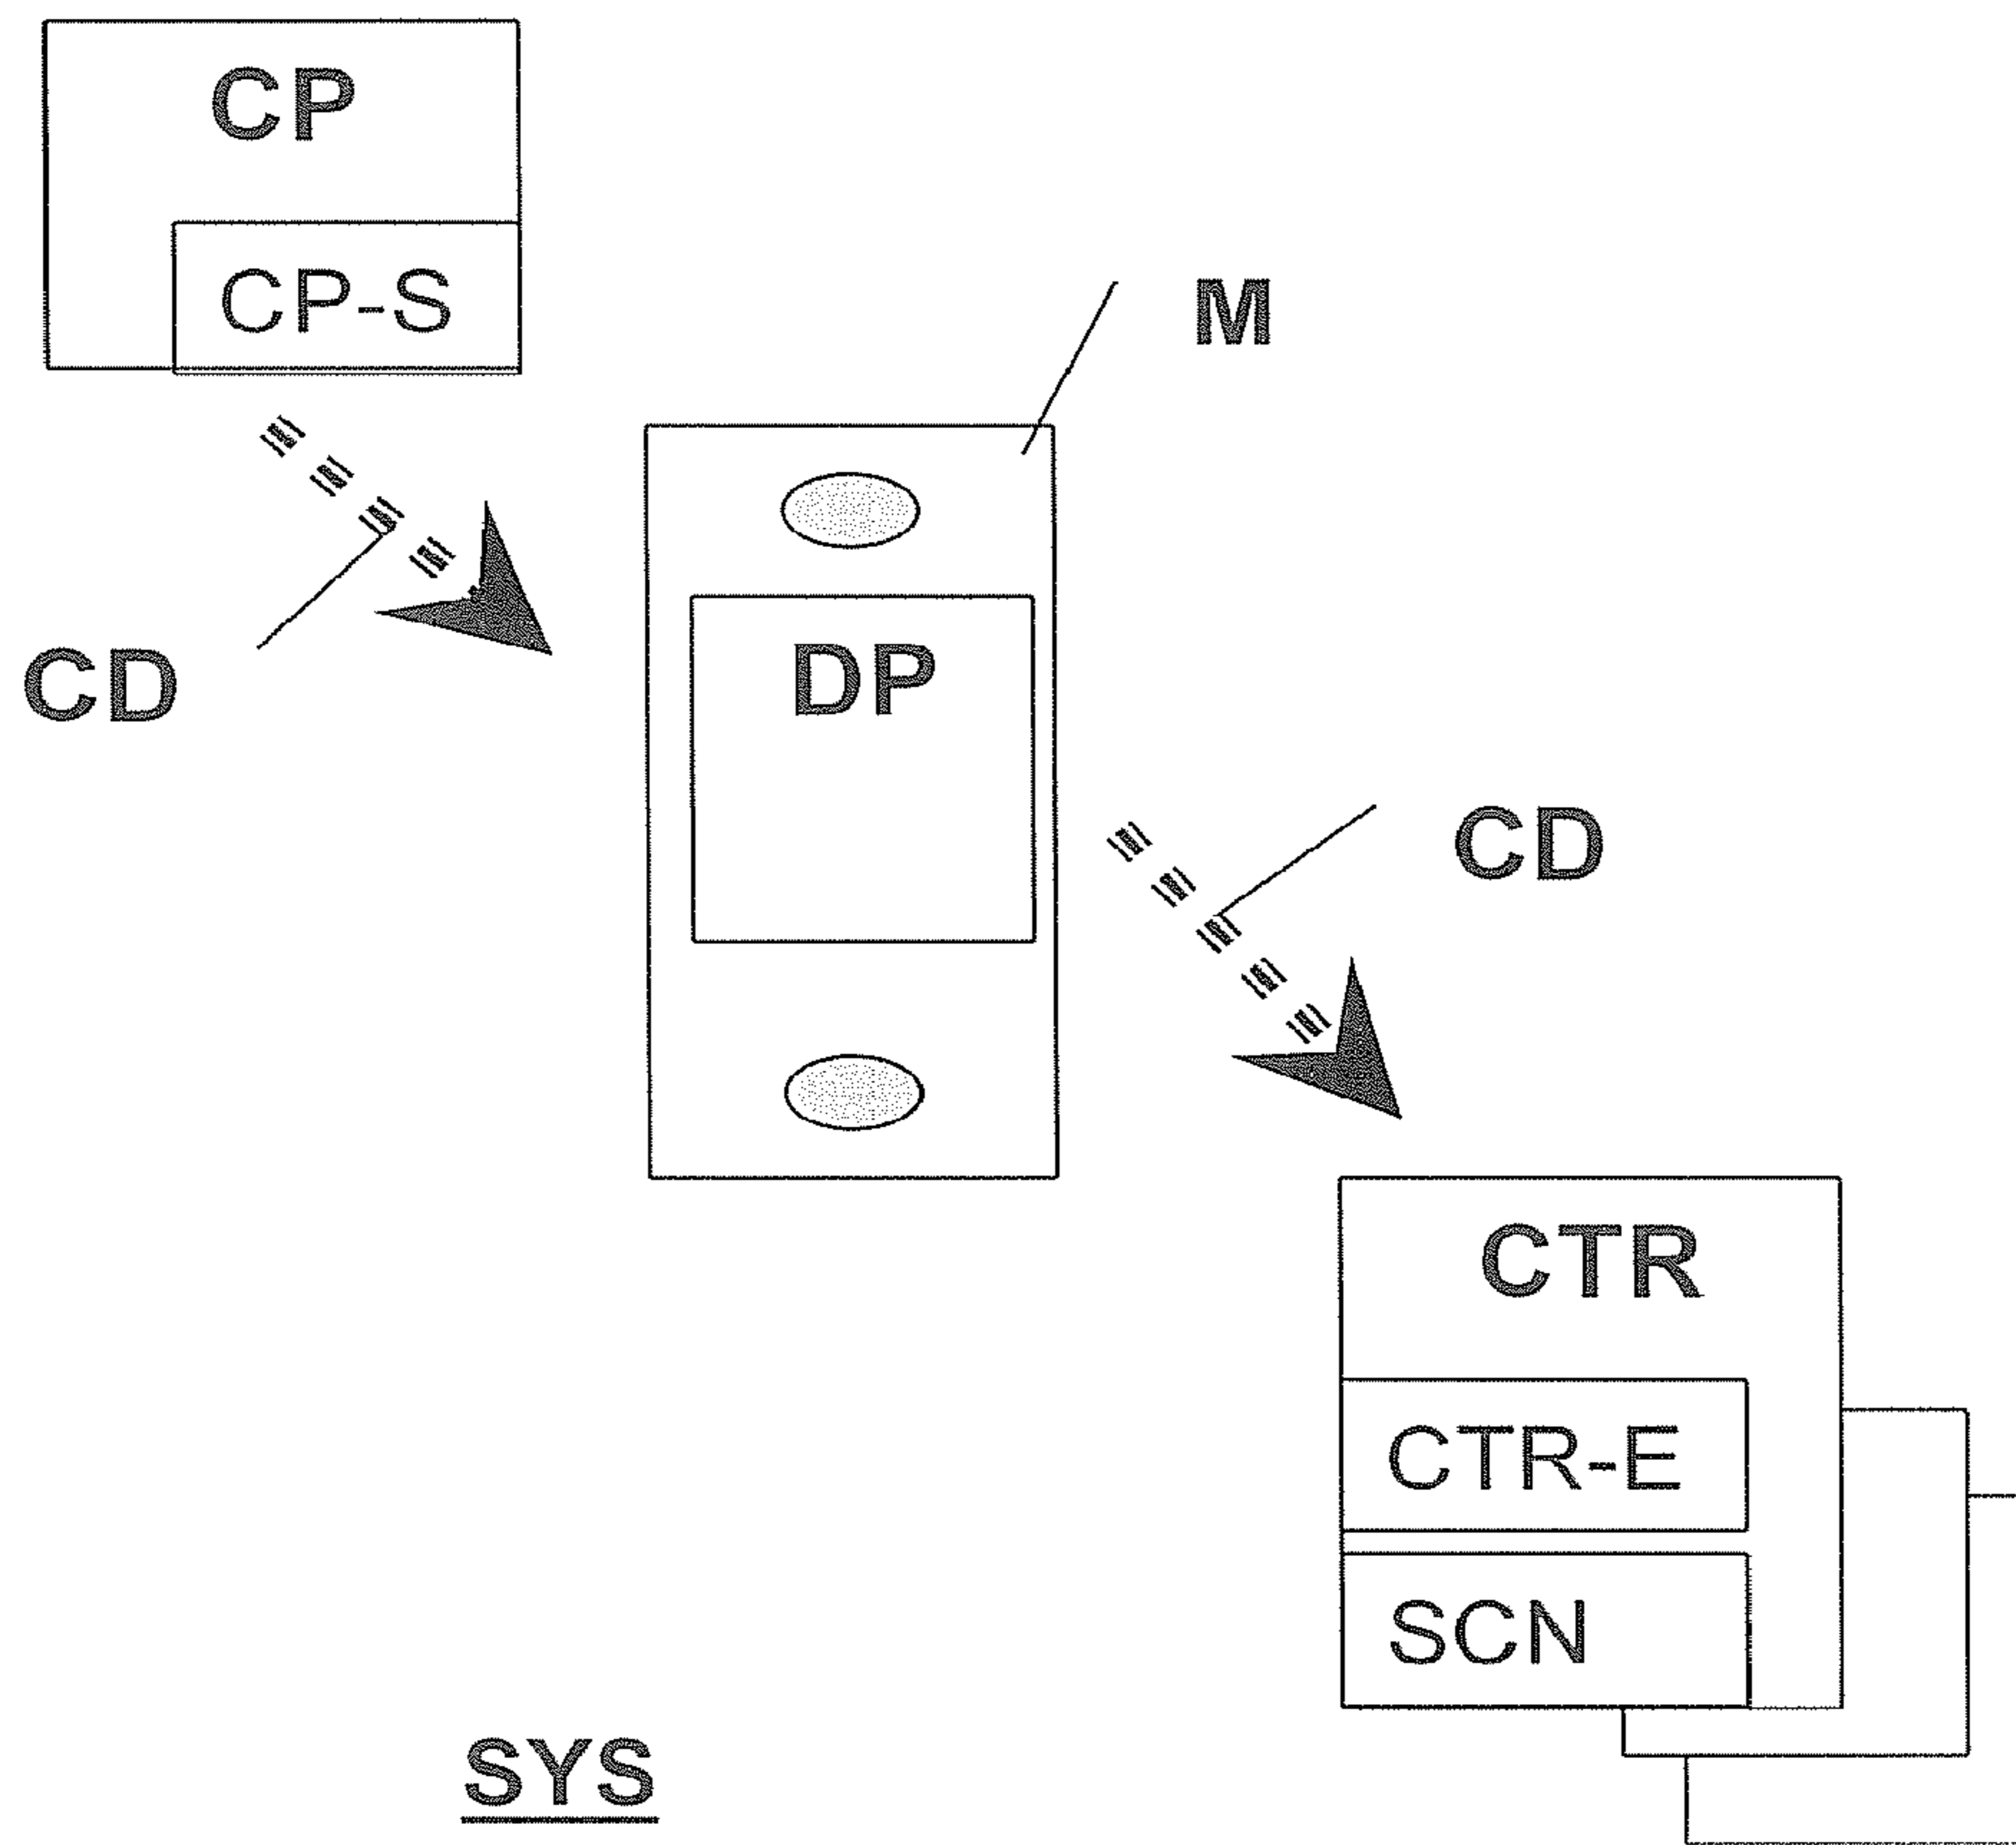 CP
CP-S
M
CD
DP
CD
CTR
CTR-E
SCN
SYS